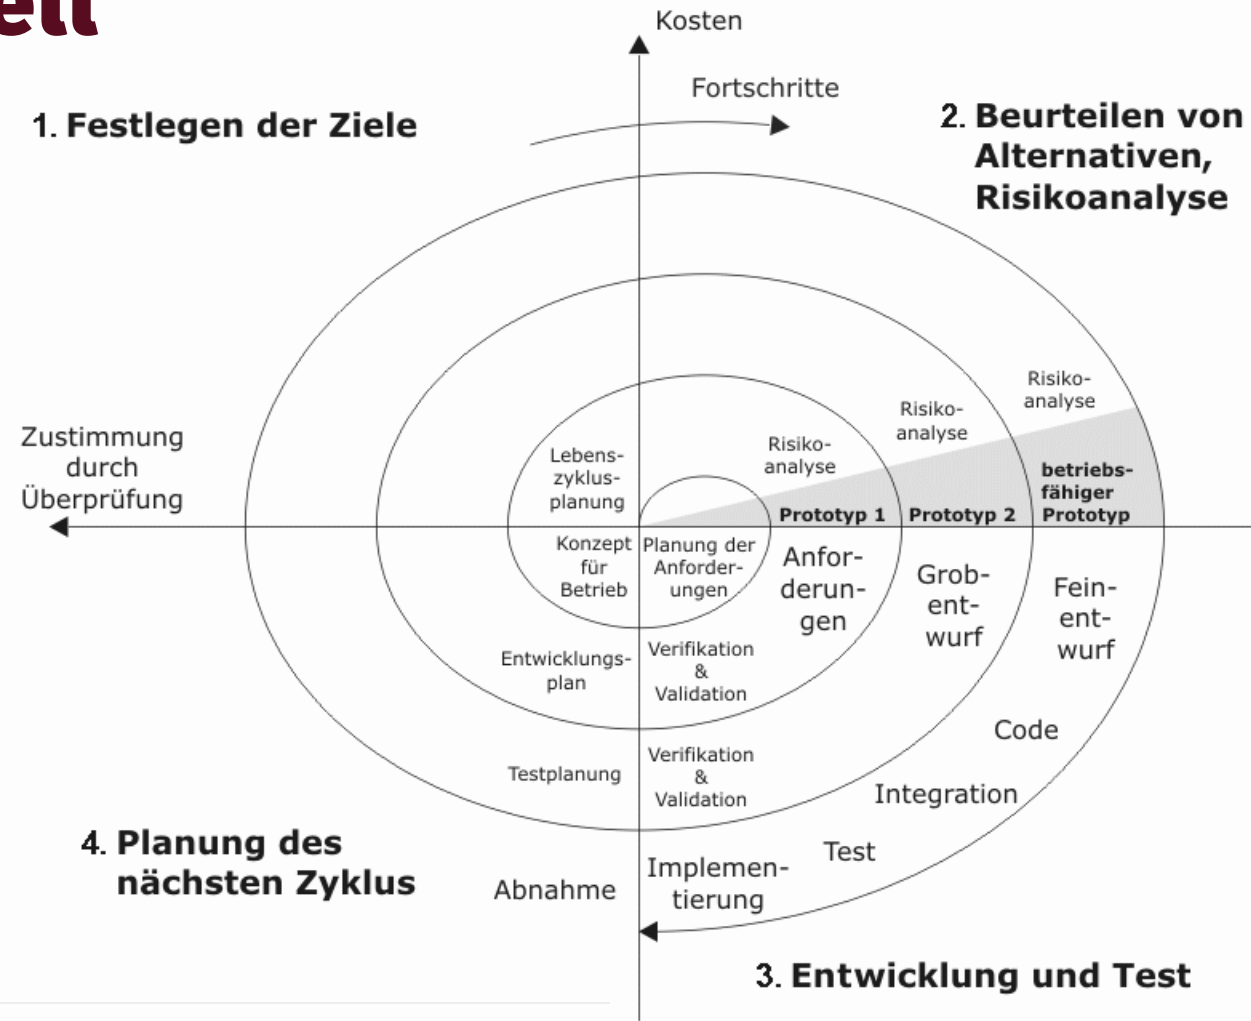 ell
Kosten
Fortschritte
1. Festlegen der Ziele
2. Beurteilen von
Alternativen,
Risikoanalyse
Zustimmung
durch
Überprüfung
Lebens-
zyklus-
planung
Risiko-
analyse
Risiko-
analyse
Risiko-
analyse
Prototyp 1
Prototyp 2
betriebs-
fähiger
Prototyp
Konzept
für
Betrieb
Planung der
Anforder-
ungen
Anfor-
derun-
gen
Grob-
ent-
wurf
Fein-
ent-
wurf
Entwicklungs-
plan
Verifikation
&
Validation
Code
Testplanung
Verifikation
&
Validation
Integration
Test
4. Planung des
nächsten Zyklus
Abnahme
Implemen-
tierung
3. Entwicklung und Test